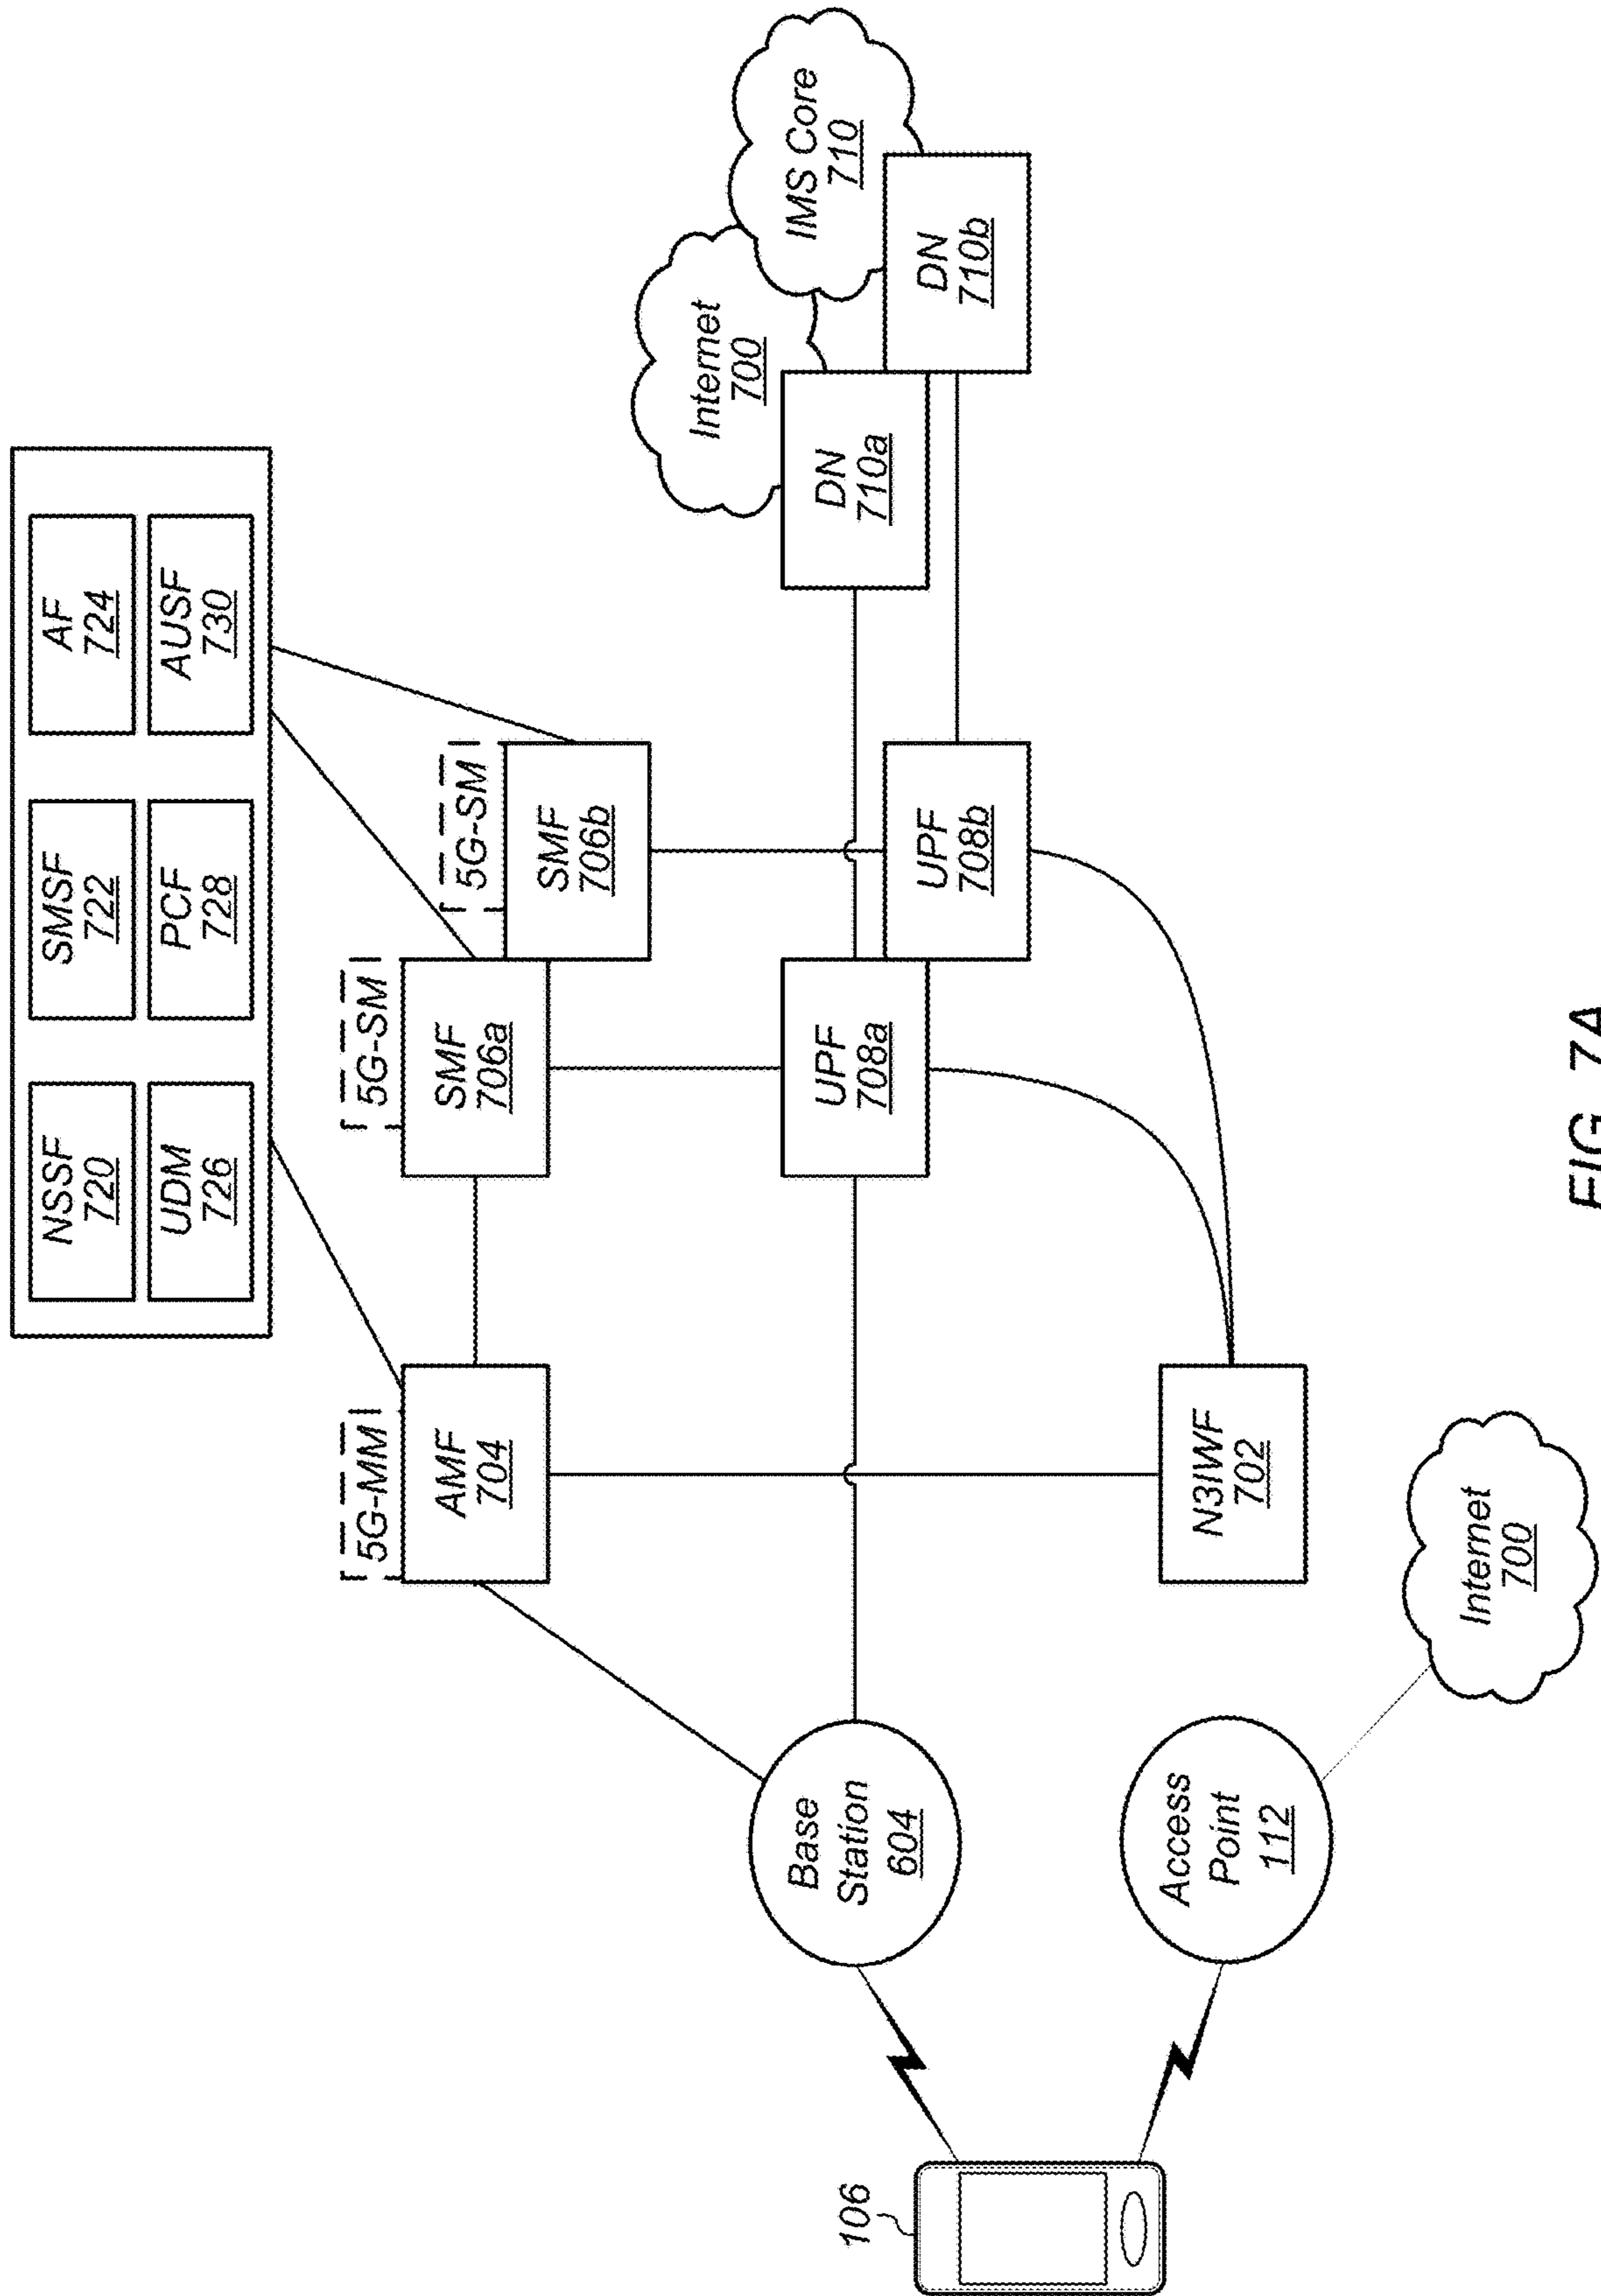 NSSF
720
SMSF
722
AF
724
UDM
726
PCF
728
AUSF
730
5G-MM
AMF
704
5G-SM
SMF
706a
5G-SM
SMF
706b
Internet
700
IMS Core
710
106
Base
Station
604
UPF
708a
UPF
708b
DN
710a
DN
710b
Access
Point
112
N3IWF
702
Internet
700
FIG. 7A